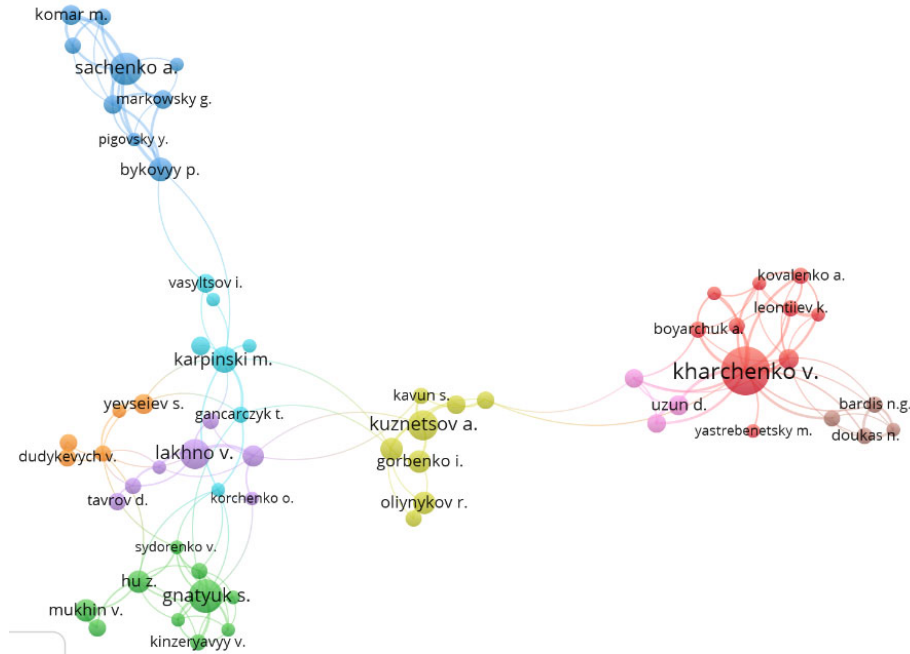 komar m.
sachenko a.
markowsky g.
pigovsky y.
bykovyy p.
vasyltsov i.
karpinski m.
yevseiev s.
gancarczyk t.
lakhno v.
dudykevych v.
tavrov d.
korchenko o.
sydorenko v.
hu z.
gnatyuk s.
mukhin v.
kinzeryavyy v.
kavun s.
kuznetsov a.
gorbenko i.
oliynykov r.
kovalenko a.
leontiiev k.
boyarchuk a.
kharchenko v.
uzun d.
yastrebenetsky m.
bardis n.g.
doukas n.